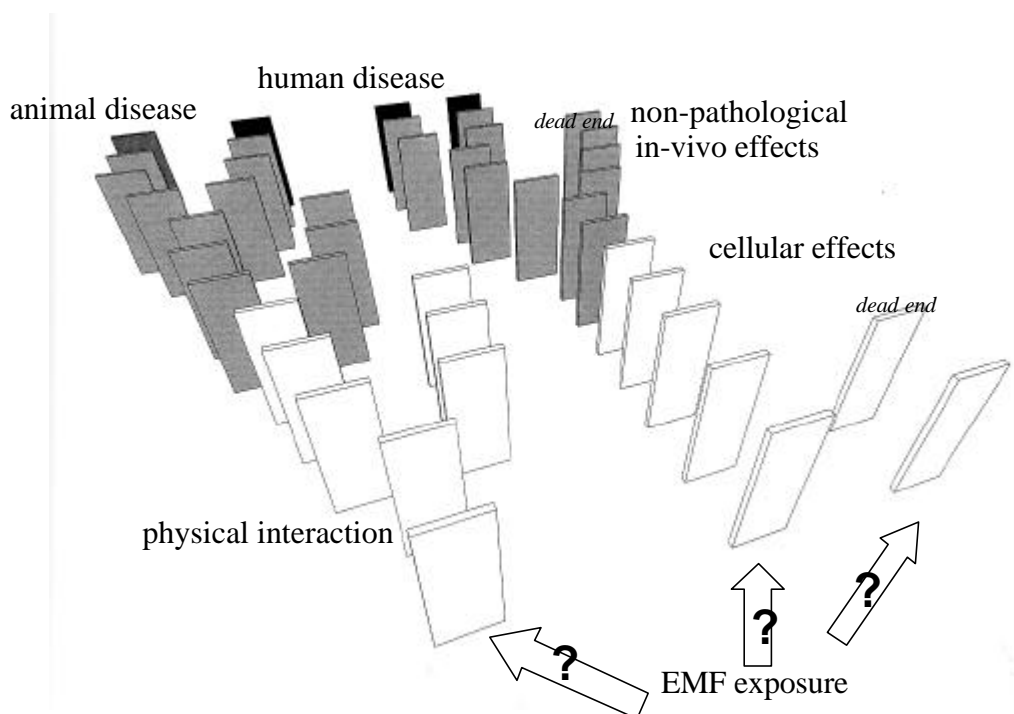 human disease
animal disease
dead end
non-pathological
in-vivo effects
cellular effects
dead end
physical interaction
?
?
?
EMF exposure